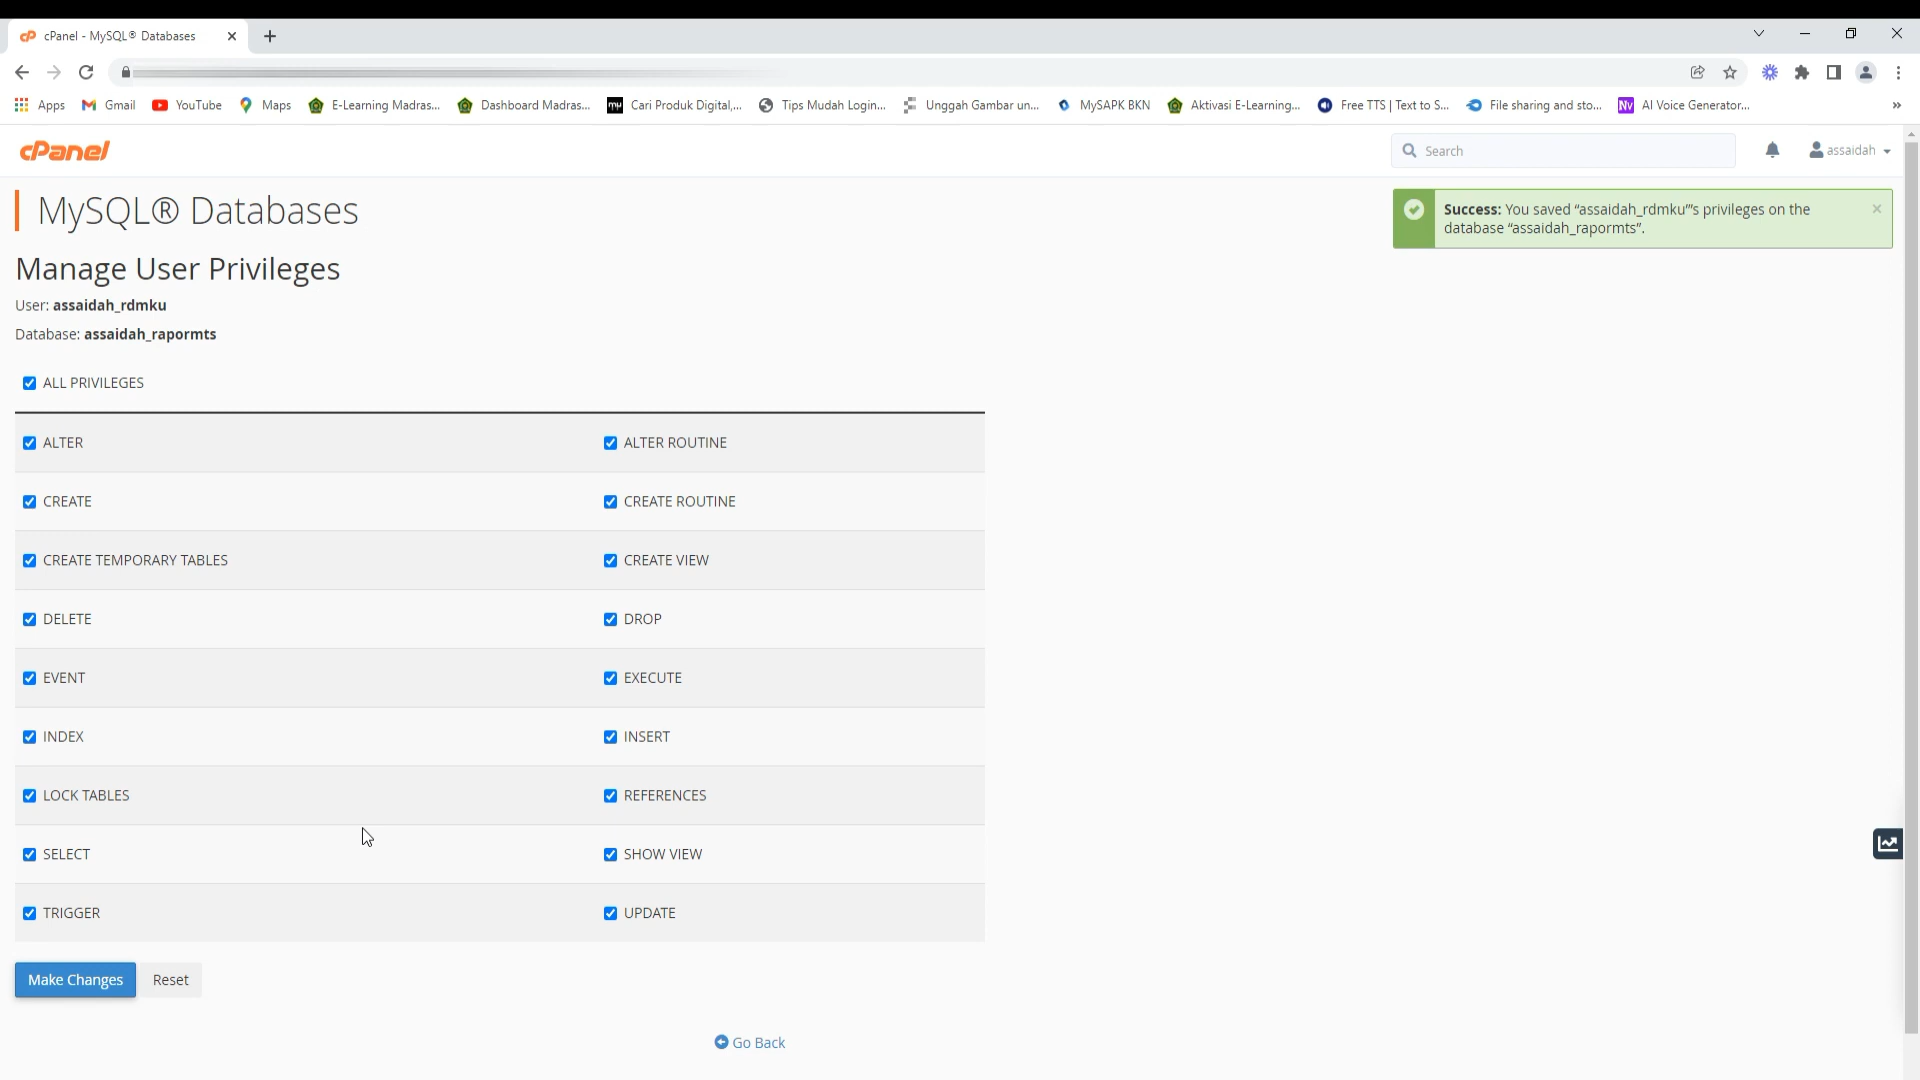 cPanel - MySQL® Databases
Apps
Gmail
YouTube
Maps
E-Learning Madras...
Dashboard Madras...
Cari Produk Digital,...
Tips Mudah Login...
Unggah Gambar un...
MySAPK BKN
Aktivasi E-Learning...
Free TTS | Text to S...
File sharing and sto...
AI Voice Generator...
cPanel
Search
assaidah
MySQL® Databases
Success: You saved “assaidah_rdmku”'s privileges on the
database “assaidah_rapormts”.
Manage User Privileges
User: assaidah_rdmku
Database: assaidah_rapormts
ALL PRIVILEGES
ALTER
ALTER ROUTINE
CREATE
CREATE ROUTINE
CREATE TEMPORARY TABLES
CREATE VIEW
DELETE
DROP
EVENT
EXECUTE
INDEX
INSERT
LOCK TABLES
REFERENCES
SELECT
SHOW VIEW
TRIGGER
UPDATE
Make Changes
Reset
Go Back